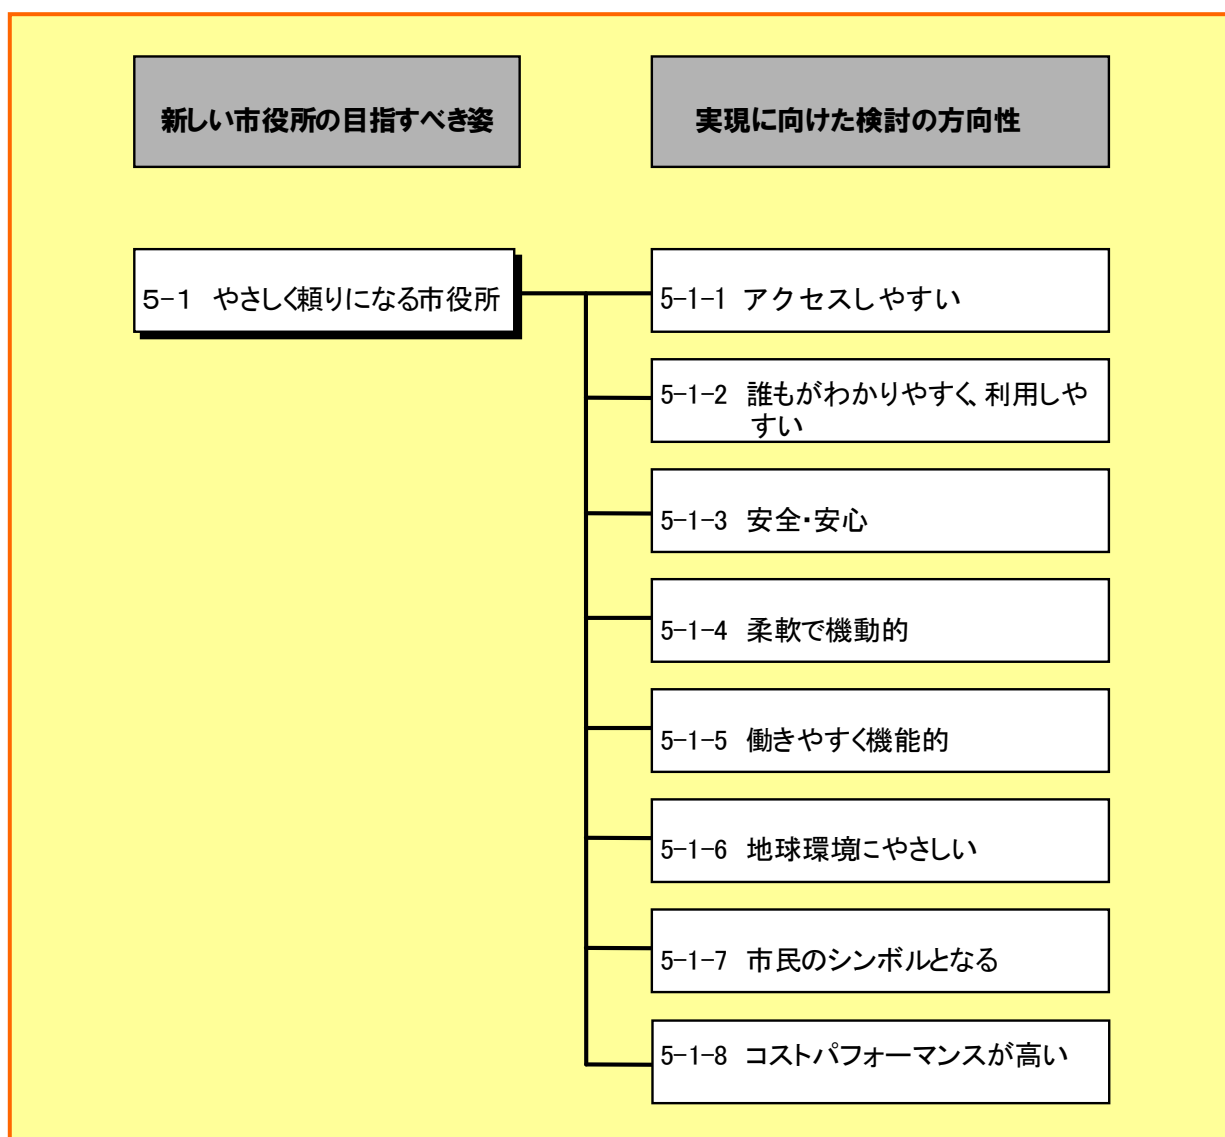 新しい市役所の目指すべき姿
実現に向けた検討の方向性
5-1 やさしく頼りになる市役所
5-1-1 アクセスしやすい
5-1-2 誰もがわかりやすく、利用しや
すい
5-1-3 安全・安心
5-1-4 柔軟で機動的
5-1-5 働きやすく機能的
5-1-6 地球環境にやさしい
5-1-7 市民のシンボルとなる
5-1-8 コストパフォーマンスが高い